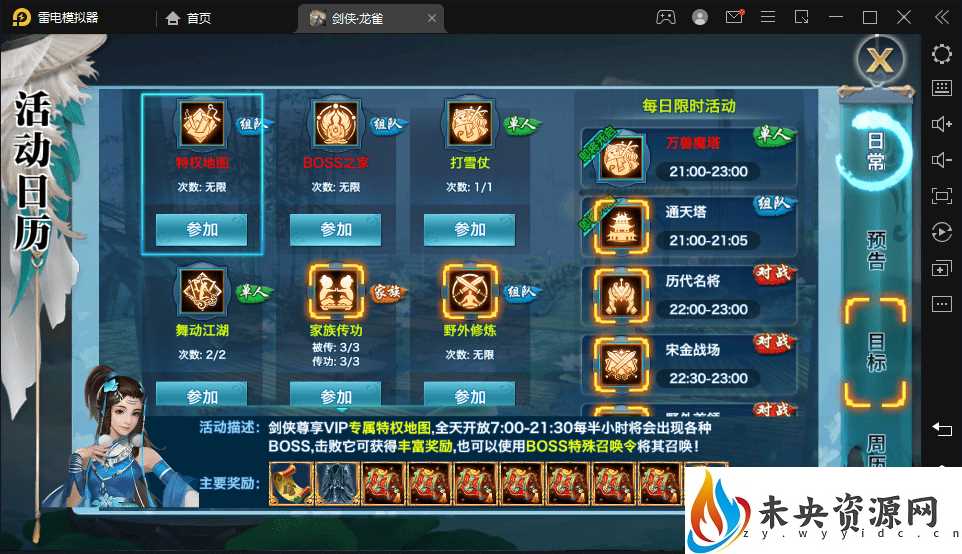 雷电模拟器
首页
剑侠·龙雀
活动日历
组队
特权地图
次数: 无限
参加
组队
BOSS之家
次数: 无限
参加
单人
打雪仗
次数: 1/1
参加
单人
舞动江湖
次数: 2/2
参加
家族
家族传功
被传: 3/3
传功: 3/3
参加
组队
野外修炼
次数: 无限
参加
每日限时活动
单人
万兽魔塔
21:00-23:00
组队
通天塔
21:00-21:05
对战
历代名将
22:00-23:00
对战
宋金战场
22:30-23:00
对战
日常
预告
目标
周历
活动描述:
剑侠尊享VIP专属特权地图,全天开放7:00-21:30每半小时将会出现各种
BOSS,击败它可获得丰富奖励,也可以使用BOSS特殊召唤令将其召唤!
主要奖励:
未央资源网
zy.wyyidc.cn